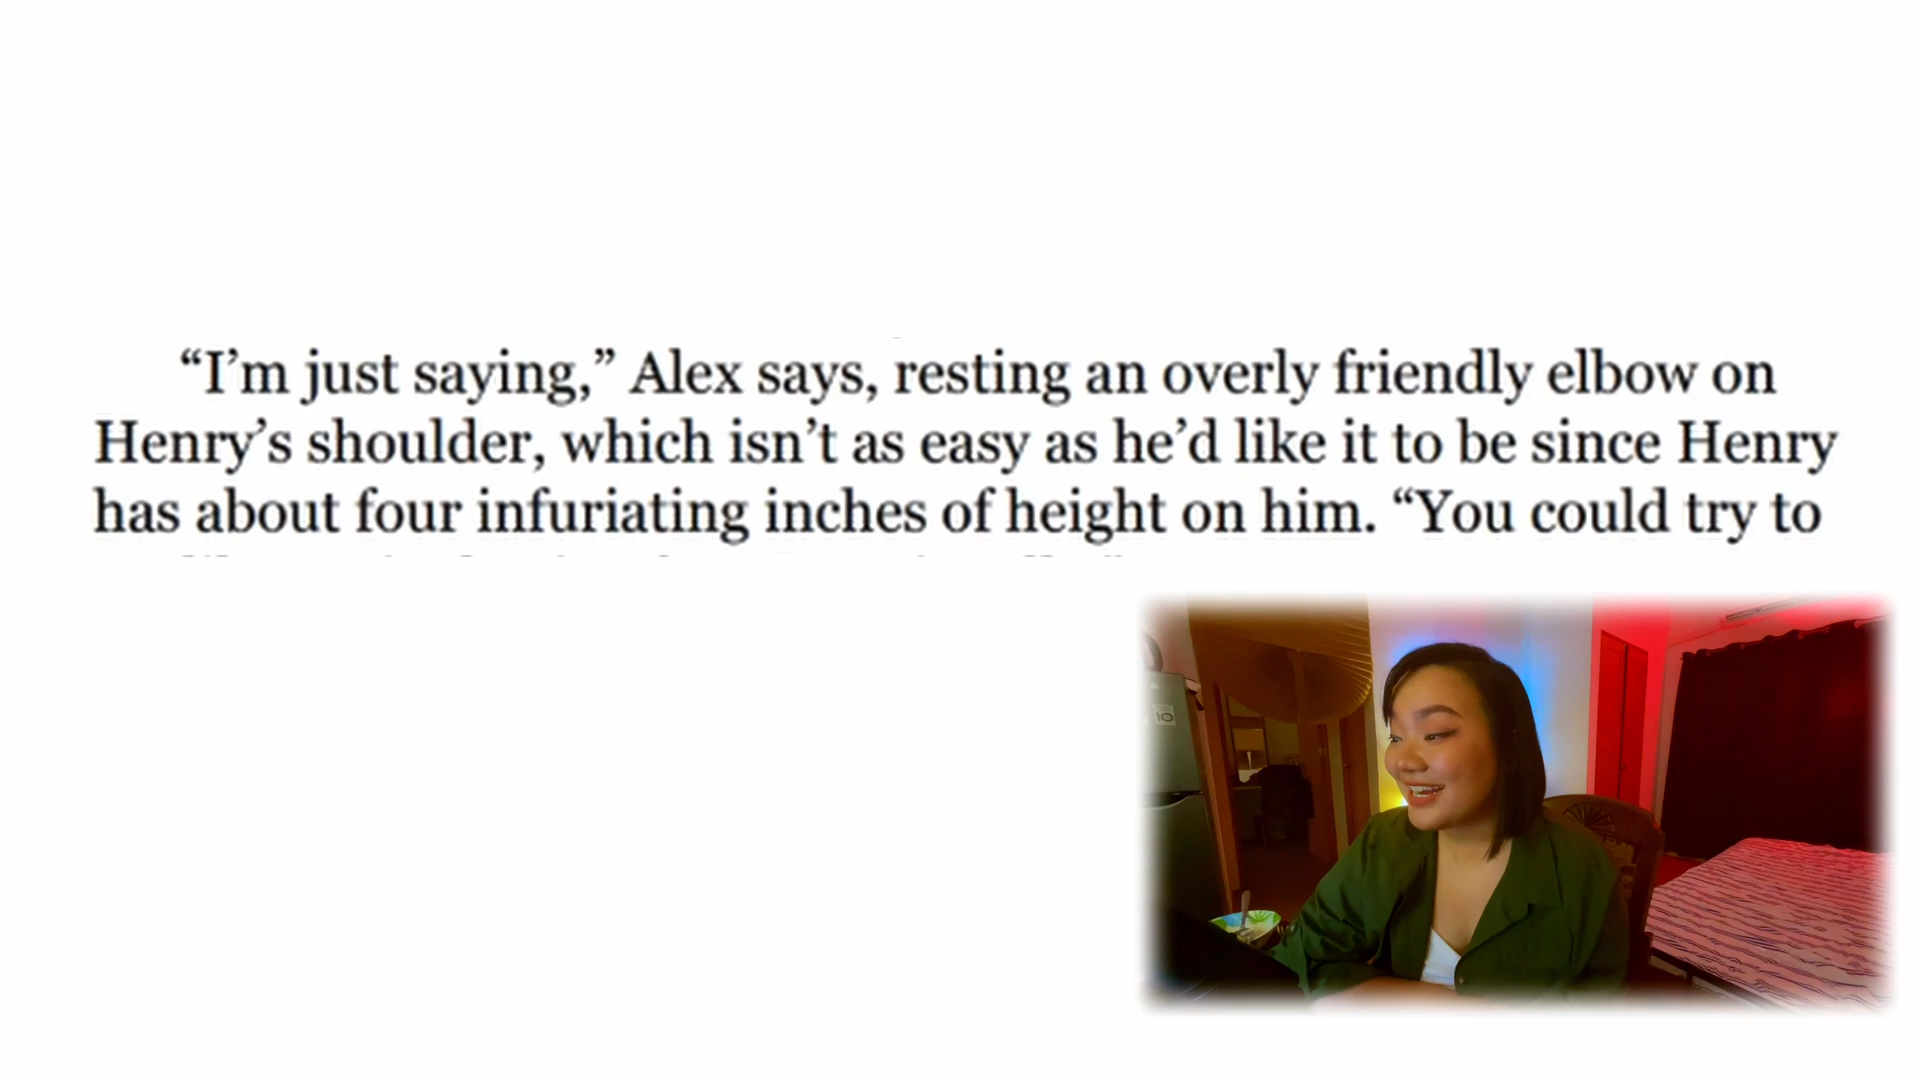 “I’m just saying,” Alex says, resting an overly friendly elbow on
Henry’s shoulder, which isn’t as easy as he’d like it to be since Henry
has about four infuriating inches of height on him. “You could try to